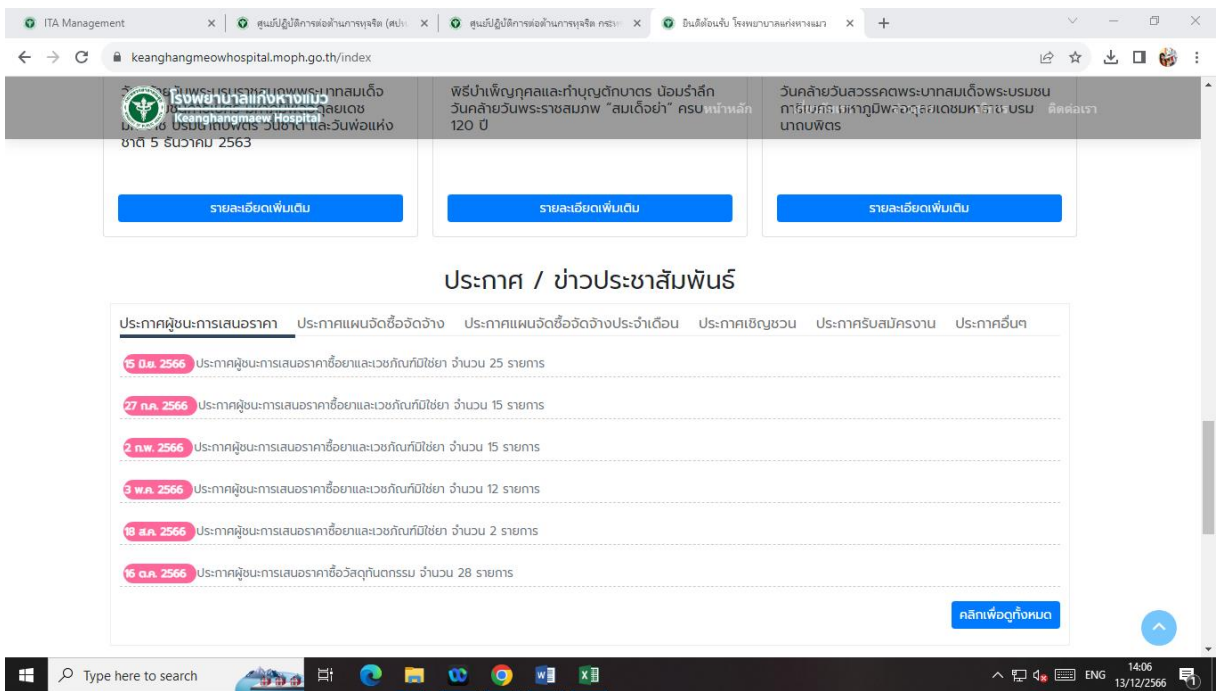 ITA Management
ศูนย์ปฏิบัติการต่อต้านการทุจริต (ศปท
ศูนย์ปฏิบัติการต่อต้านการทุจริต กระทร
ยินดีต้อนรับ โรงพยาบาลแก่งหางแมว
keanghangmeowhospital.moph.go.th/index
โรงพยาบาลแก่งหางแมว
Keanghangmaew Hospital
หน้าหลัก
ติดต่อเรา
มหาราช บรมนาถบพิตร วันชาติ และวันพ่อแห่ง
ชาติ 5 ธันวาคม 2563
พิธีบำเพ็ญกุศลและทำบุญตักบาตร น้อมรำลึก
วันคล้ายวันพระราชสมภพ “สมเด็จย่า” ครบ
120 ปี
วันคล้ายวันสวรรคตพระบาทสมเด็จพระบรมชน
นาถบพิตร
รายละเอียดเพิ่มเติม
รายละเอียดเพิ่มเติม
รายละเอียดเพิ่มเติม
ประกาศ / ข่าวประชาสัมพันธ์
ประกาศผู้ชนะการเสนอราคา ประกาศแผนจัดซื้อจัดจ้าง ประกาศแผนจัดซื้อจัดจ้างประจำเดือน ประกาศเชิญชวน ประกาศรับสมัครงาน ประกาศอื่นๆ
15 มิ.ย. 2566 ประกาศผู้ชนะการเสนอราคาซื้อยาและเวชภัณฑ์มิใช่ยา จำนวน 25 รายการ
27 ก.ค. 2566 ประกาศผู้ชนะการเสนอราคาซื้อยาและเวชภัณฑ์มิใช่ยา จำนวน 15 รายการ
2 ก.พ. 2566 ประกาศผู้ชนะการเสนอราคาซื้อยาและเวชภัณฑ์มิใช่ยา จำนวน 15 รายการ
3 พ.ค. 2566 ประกาศผู้ชนะการเสนอราคาซื้อยาและเวชภัณฑ์มิใช่ยา จำนวน 12 รายการ
18 ส.ค. 2566 ประกาศผู้ชนะการเสนอราคาซื้อยาและเวชภัณฑ์มิใช่ยา จำนวน 2 รายการ
16 ต.ค. 2566 ประกาศผู้ชนะการเสนอราคาซื้อวัสดุทันตกรรม จำนวน 28 รายการ
คลิกเพื่อดูทั้งหมด
Type here to search
ENG
14:06
13/12/2566